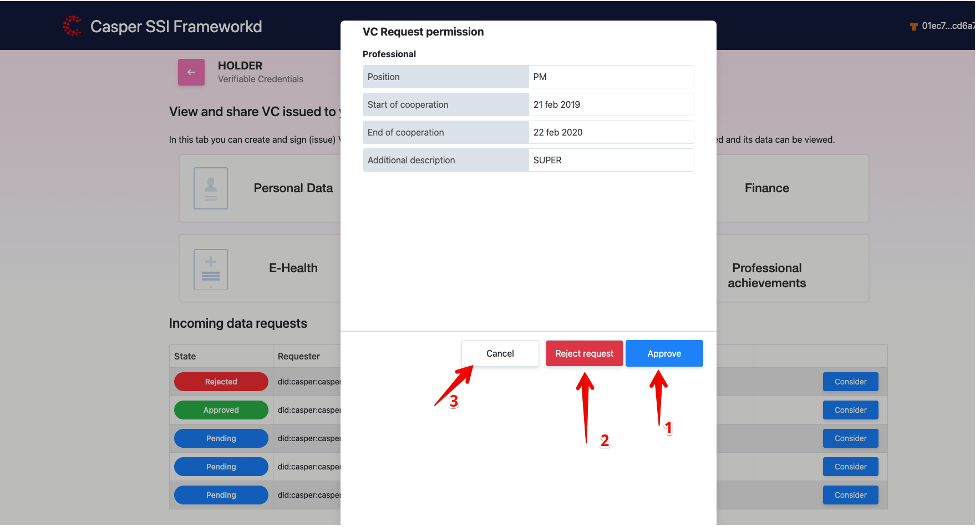 Casper SSI Frameworkd
01ec7...cd6a7
HOLDER
Verifiable Credentials
View and share VC issued to
In this tab you can create and sign (issue)
ed and its data can be viewed.
Personal Data
Finance
E-Health
Professional
achievements
Incoming data requests
State
Requester
Rejected
did:casper:casper
Consider
Approved
did:casper:casper
Consider
Pending
did:casper:casper
Consider
Pending
did:casper:casper
Consider
Pending
did:casper:casper
Consider
VC Request permission
Professional
Position
PM
Start of cooperation
21 feb 2019
End of cooperation
22 feb 2020
Additional description
SUPER
Cancel
Reject request
Approve
3
2
1